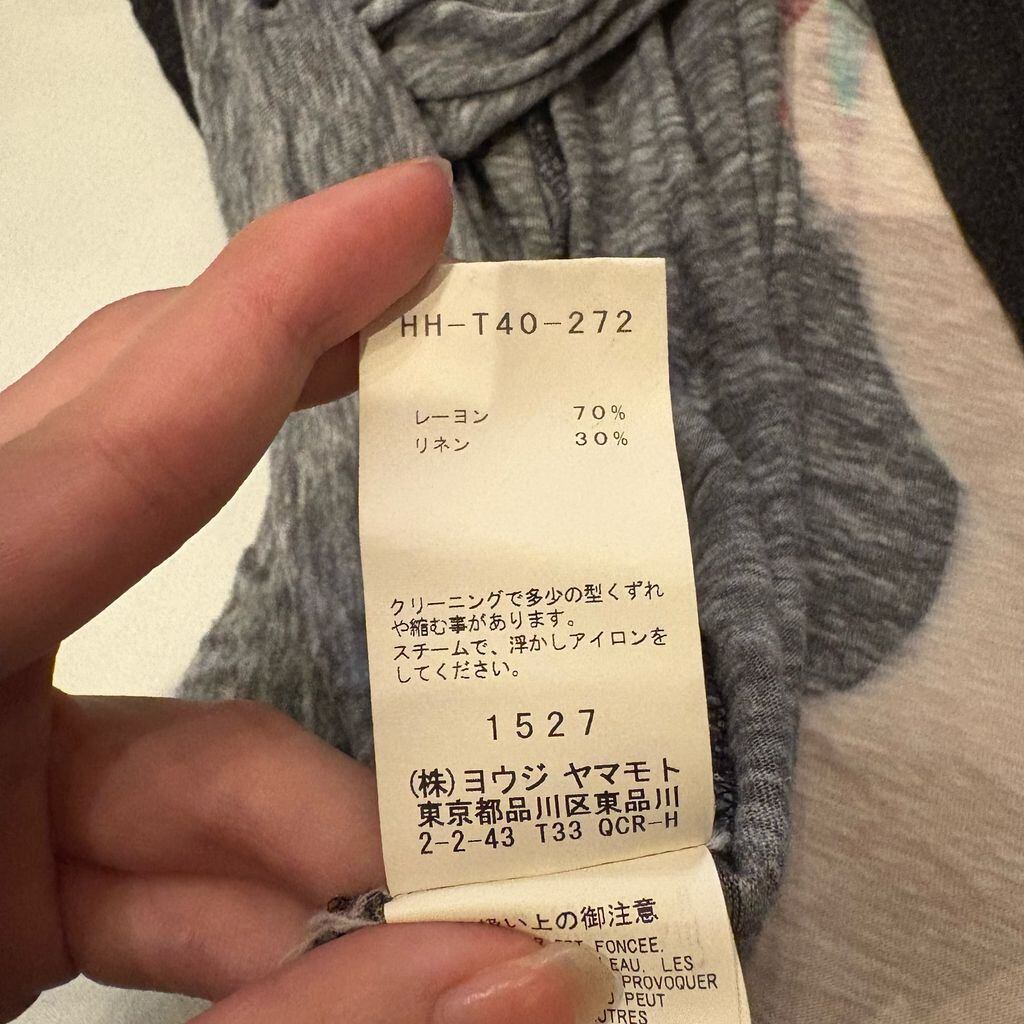 HH-T40-272
レーヨン 70%
リネン 30%
クリーニングで多少の型くずれ
や縮む事があります。
スチームで、浮かしアイロンを
してください。
1527
(株)ヨウジ ヤマモト
東京都品川区東品川
2-2-43 T33 QCR-H
い上の御注意
FONCEE.
LES
PROVOQUER
PEUT